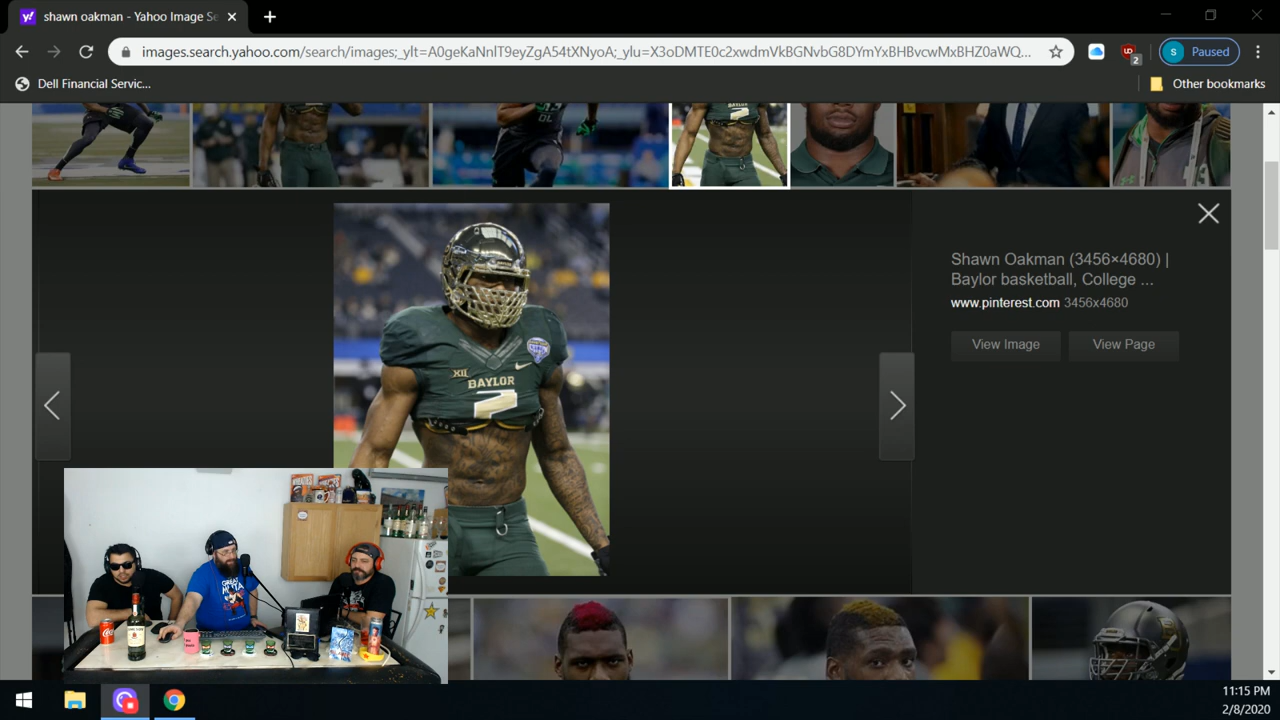 shawn oakman - Yahoo Image Se
images.search.yahoo.com/search/images;_ylt=A0geKaNnlT9eyZgA54tXNyoA;_ylu=X3oDMTE0c2xwdmVkBGNvbG8DYmYxBHBvcwMxBHZ0aWQ...
2
S
Paused
Dell Financial Servic...
Other bookmarks
Shawn Oakman (3456×4680) |
Baylor basketball, College ...
www.pinterest.com 3456x4680
View Image
View Page
XII
BAYLOR
2
11:15 PM
2/8/2020